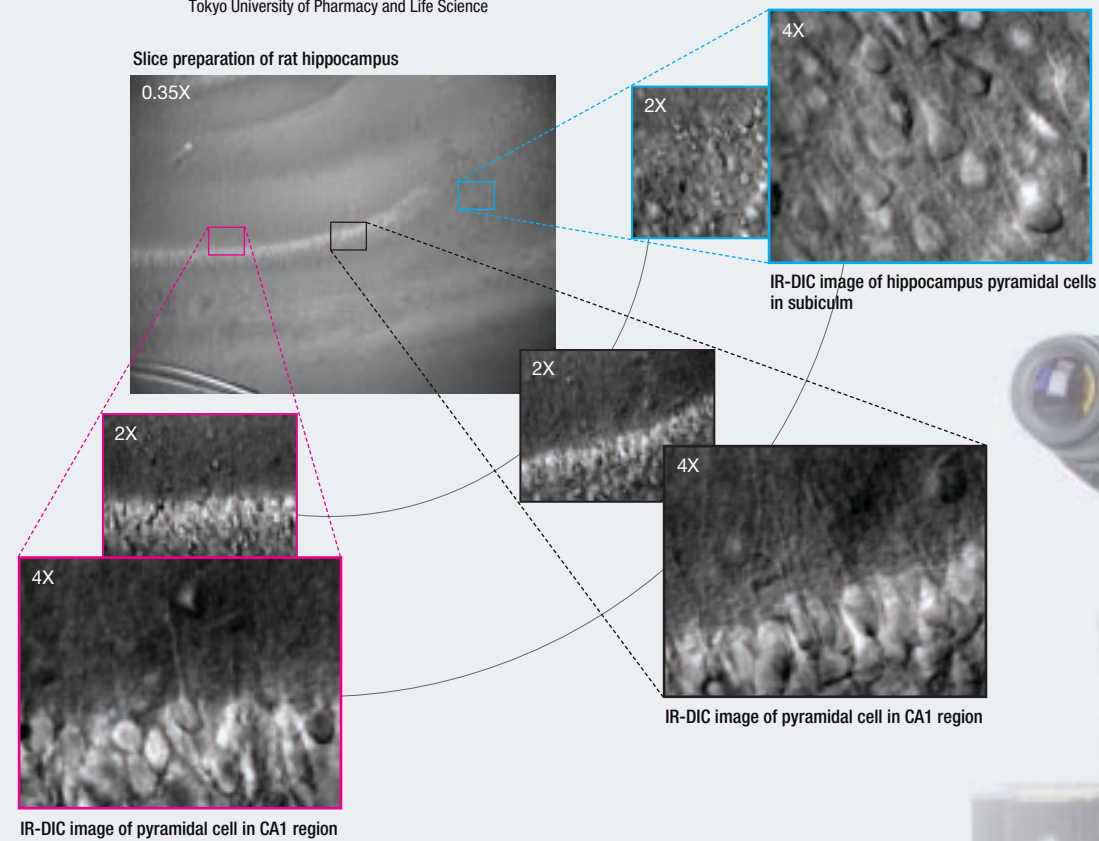 Tokyo University of Pharmacy and Life Science
Slice preparation of rat hippocampus
0.35X
2X
4X
IR-DIC image of hippocampus pyramidal cells
in subiculm
2X
4X
IR-DIC image of pyramidal cell in CA1 region
2X
4X
IR-DIC image of pyramidal cell in CA1 region